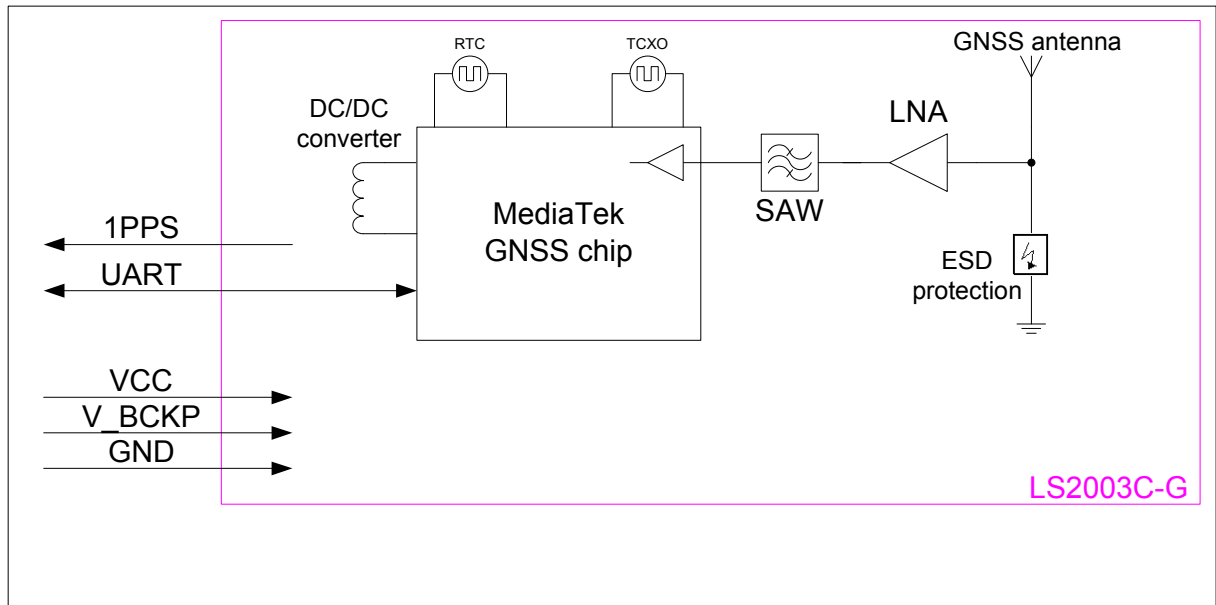 RTC
TCXO
GNSS antenna
DC/DC
converter
LNA
SAW
MediaTek
GNSS chip
1PPS
UART
ESD
protection
VCC
V_BCKP
GND
LS2003C-G